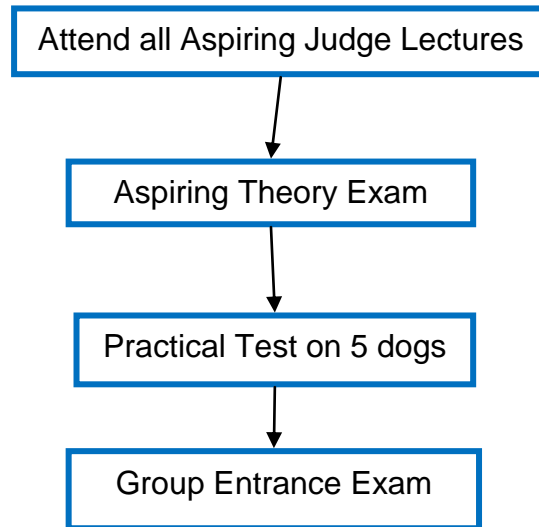 Attend all Aspiring Judge Lectures
Aspiring Theory Exam
Practical Test on 5 dogs
Group Entrance Exam